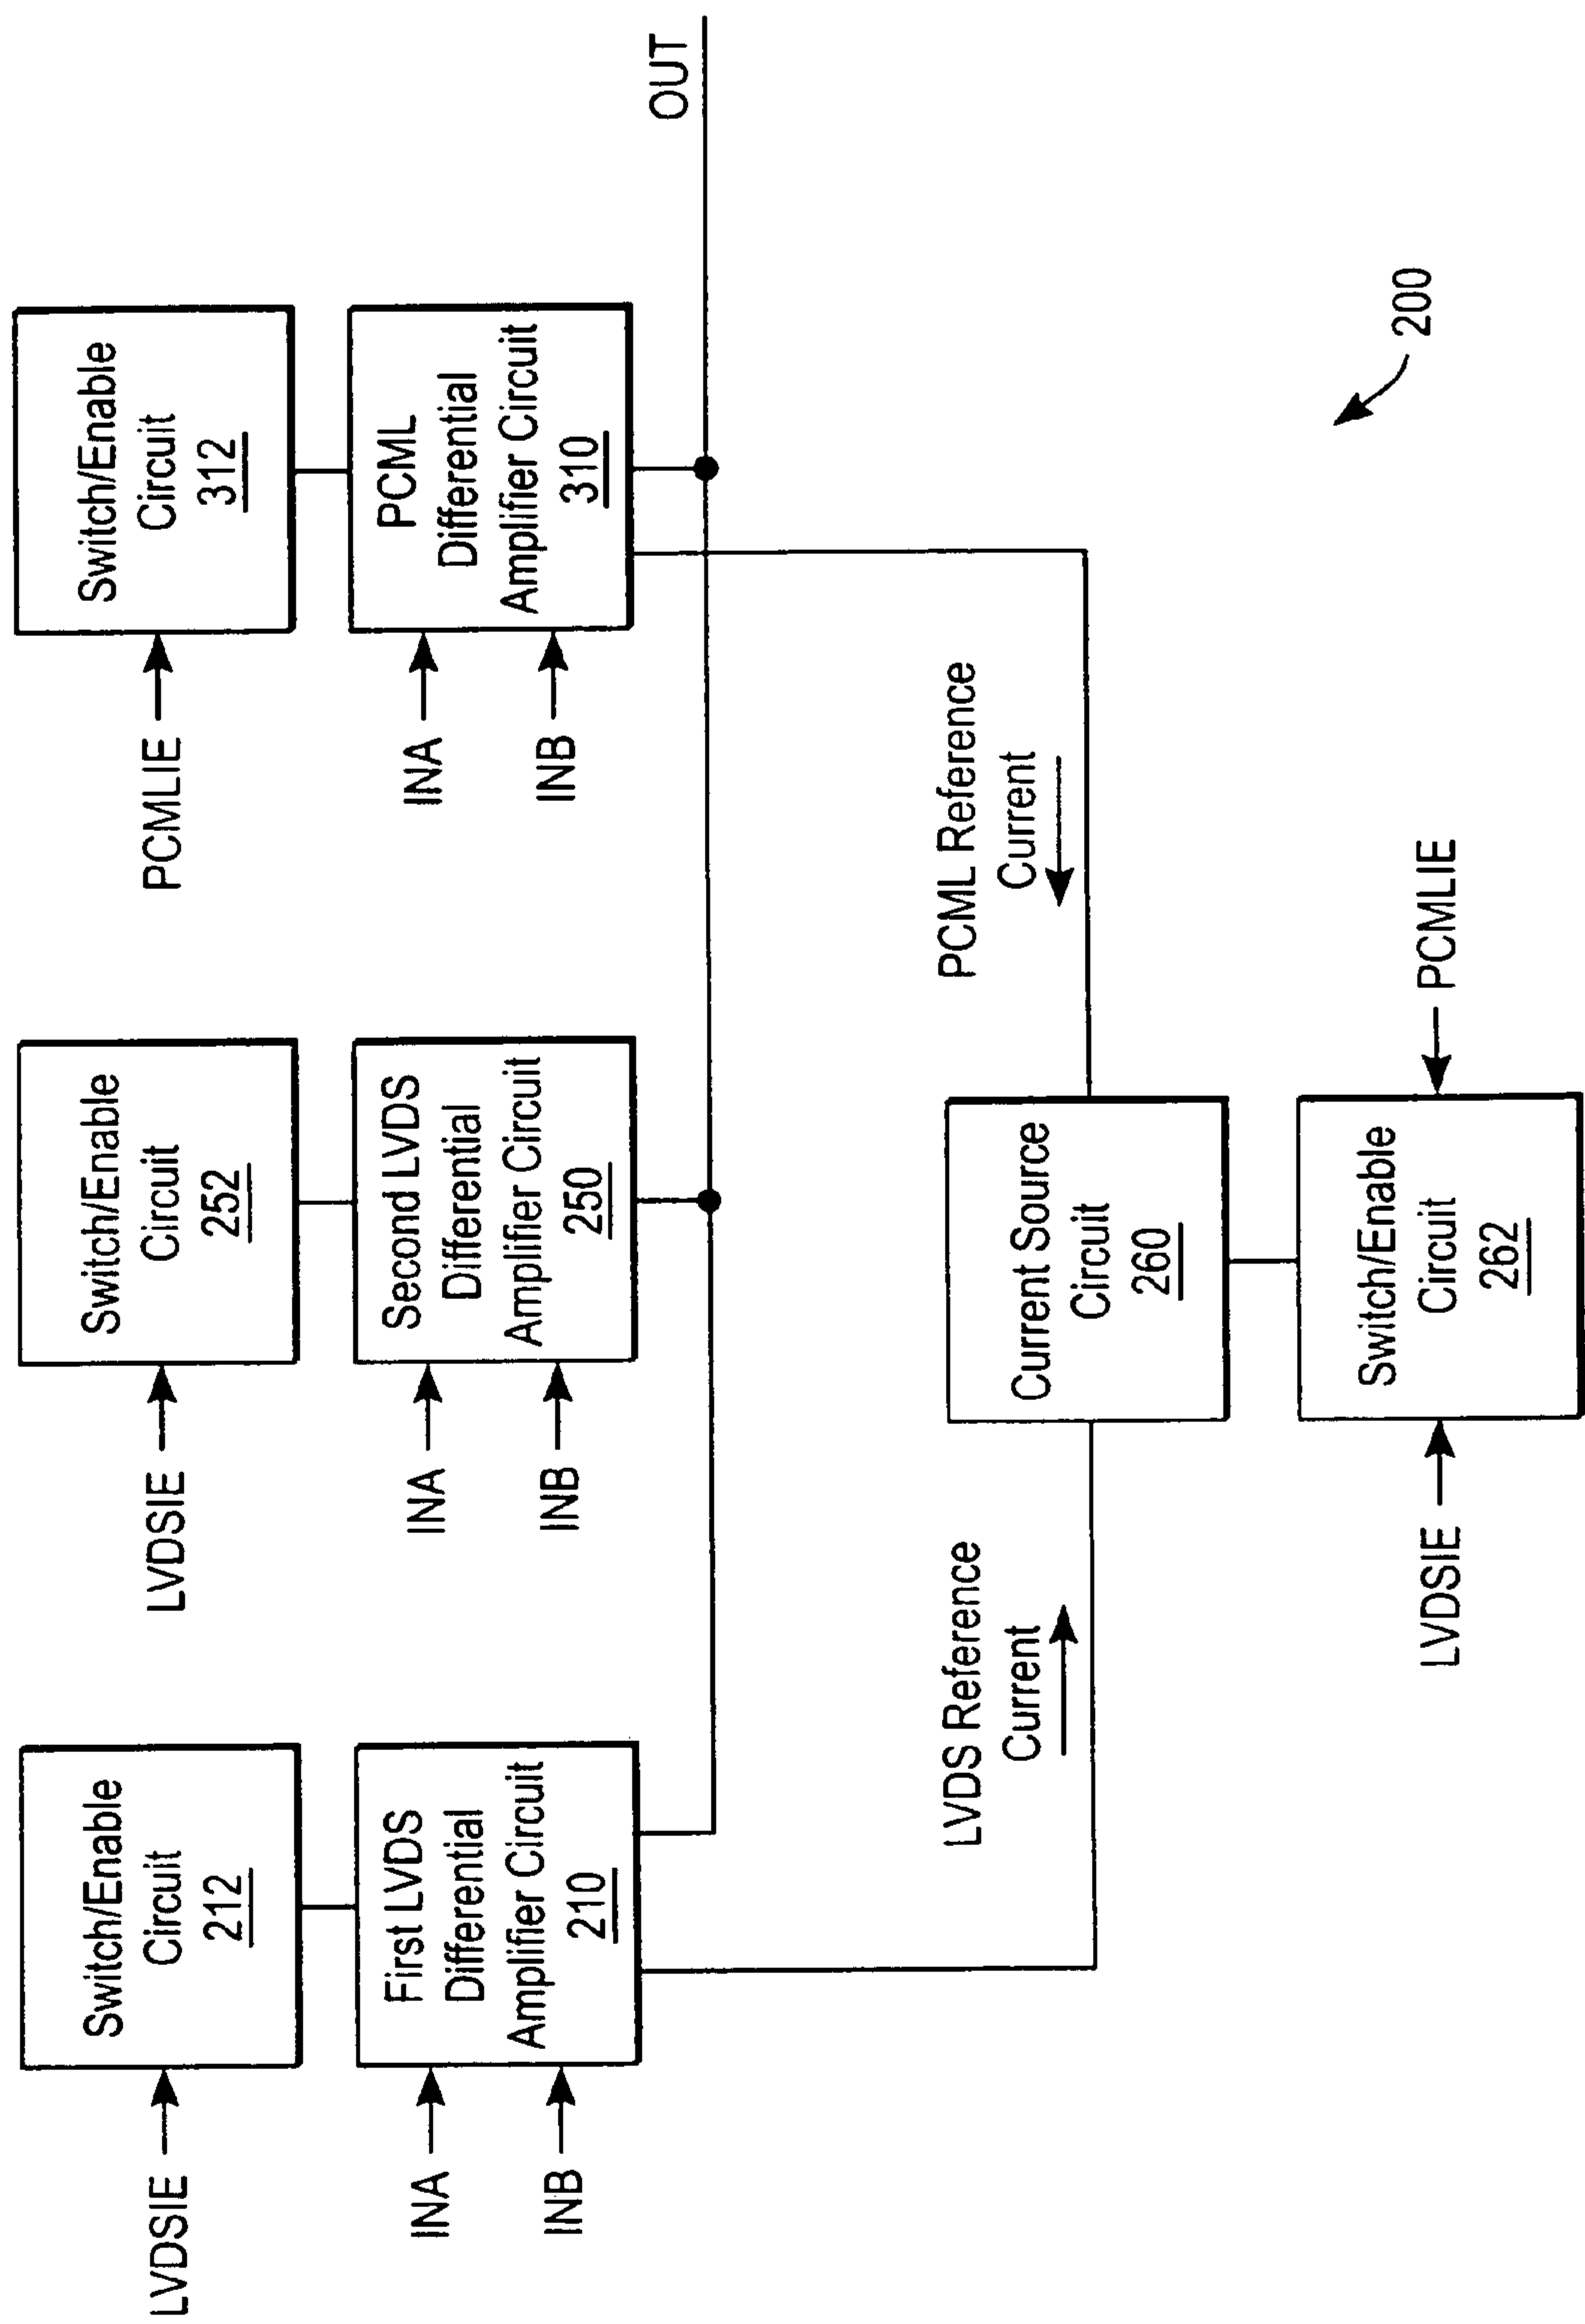 LVDSIE
Switch/Enable
Circuit
212
LVDSIE
Switch/Enable
Circuit
252
PCMLIE
Switch/Enable
Circuit
312
INA
INB
First LVDS
Differential
Amplifier Circuit
210
INA
INB
Second LVDS
Differential
Amplifier Circuit
250
INA
INB
PCML
Differential
Amplifier Circuit
310
OUT
LVDS Reference
Current
PCML Reference
Current
Current Source
Circuit
260
LVDSIE
Switch/Enable
Circuit
262
PCMLIE
200